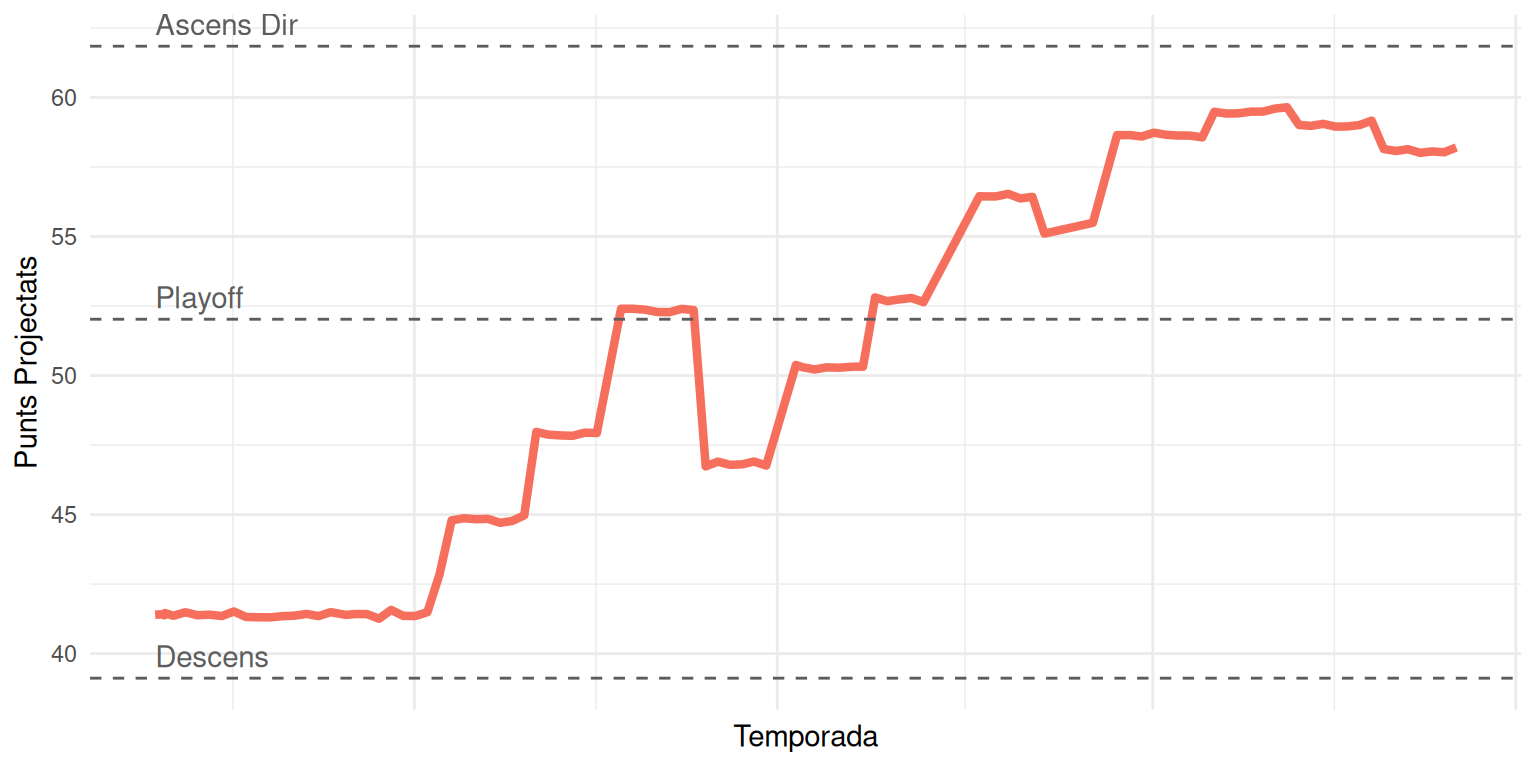 Ascens Dir
60
55
Playoff
50
45
Descens
40
Punts Projectats
Temporada